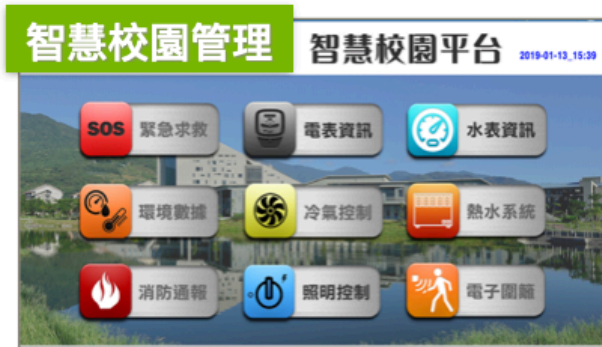 智慧校園管理
智慧校園平台
2019-01-13_15:39
SOS 緊急求救
電表資訊
水表資訊
環境數據
冷氣控制
熱水系統
消防通報
照明控制
電子圍籬